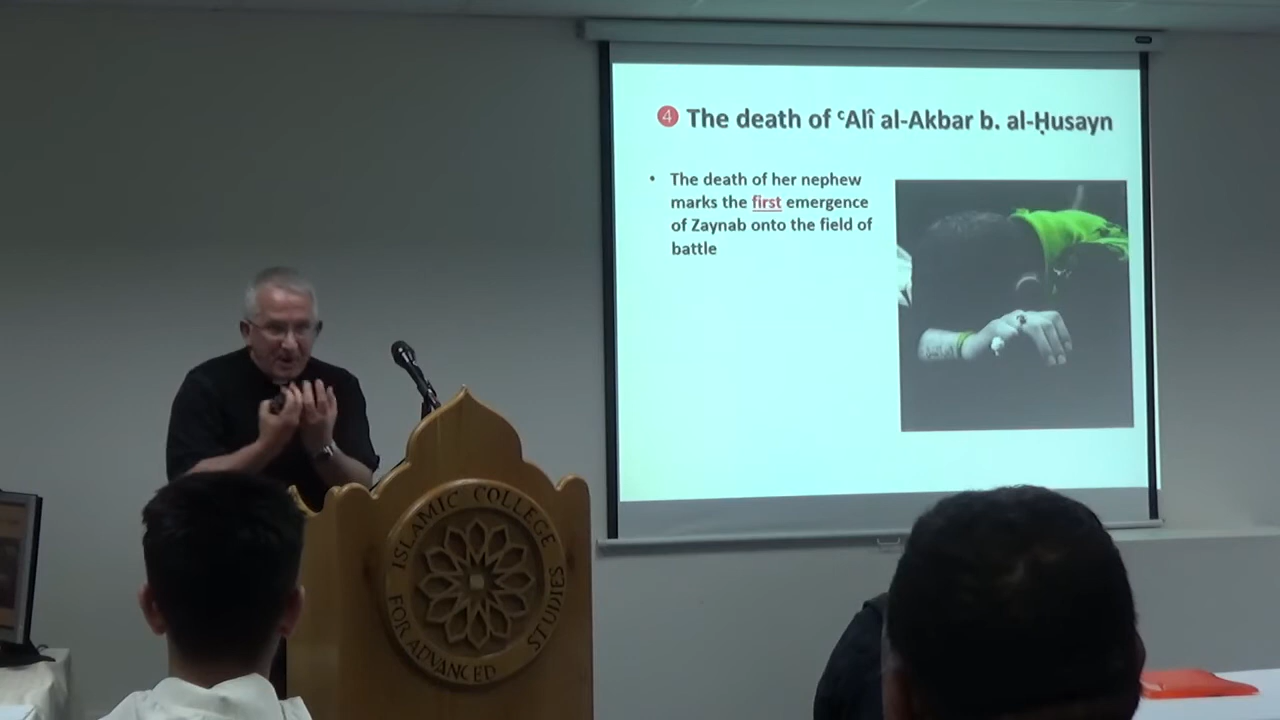 4 The death of ʿAlî al-Akbar b. al-Ḥusayn
• The death of her nephew
marks the first emergence
of Zaynab onto the field of
battle
ISLAMIC COLLEGE
FOR ADVANCED STUDIES